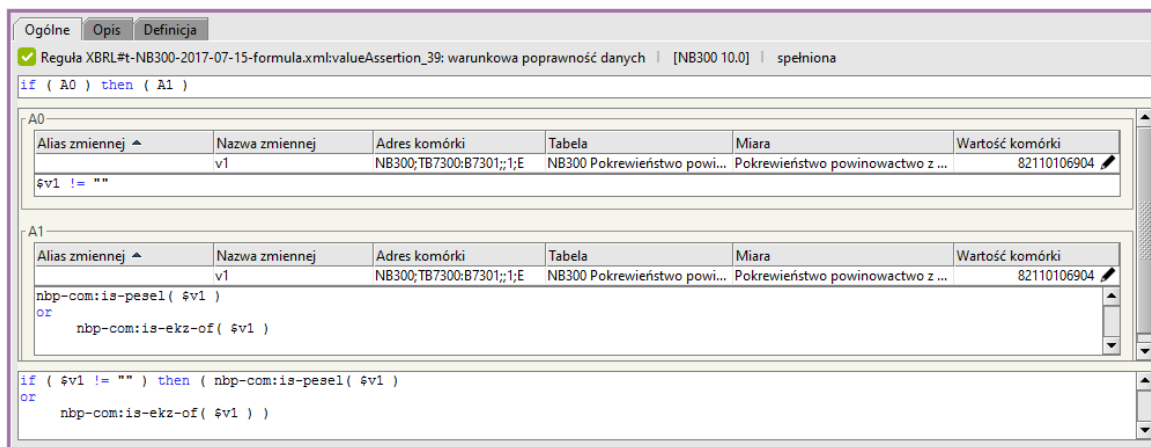 Ogólne Opis Definicja
Reguła XBRL#t-NB300-2017-07-15-formula.xml:valueAssertion_39: warunkowa poprawność danych | [NB300 10.0] | spełniona
if ( A0 ) then ( A1 )
A0
Alias zmiennej Nazwa zmiennej Adres komórki Tabela Miara Wartość komórki
v1 NB300;TB7300:B7301;;1;E NB300 Pokrewieństwo powi... Pokrewieństwo powinowactwo z ... 82110106904
$v1 != ""
A1
Alias zmiennej Nazwa zmiennej Adres komórki Tabela Miara Wartość komórki
v1 NB300;TB7300:B7301;;1;E NB300 Pokrewieństwo powi... Pokrewieństwo powinowactwo z ... 82110106904
nbp-com:is-pesel( $v1 )
or
nbp-com:is-ekz-of( $v1 )
if ( $v1 != "" ) then ( nbp-com:is-pesel( $v1 )
or
nbp-com:is-ekz-of( $v1 ) )